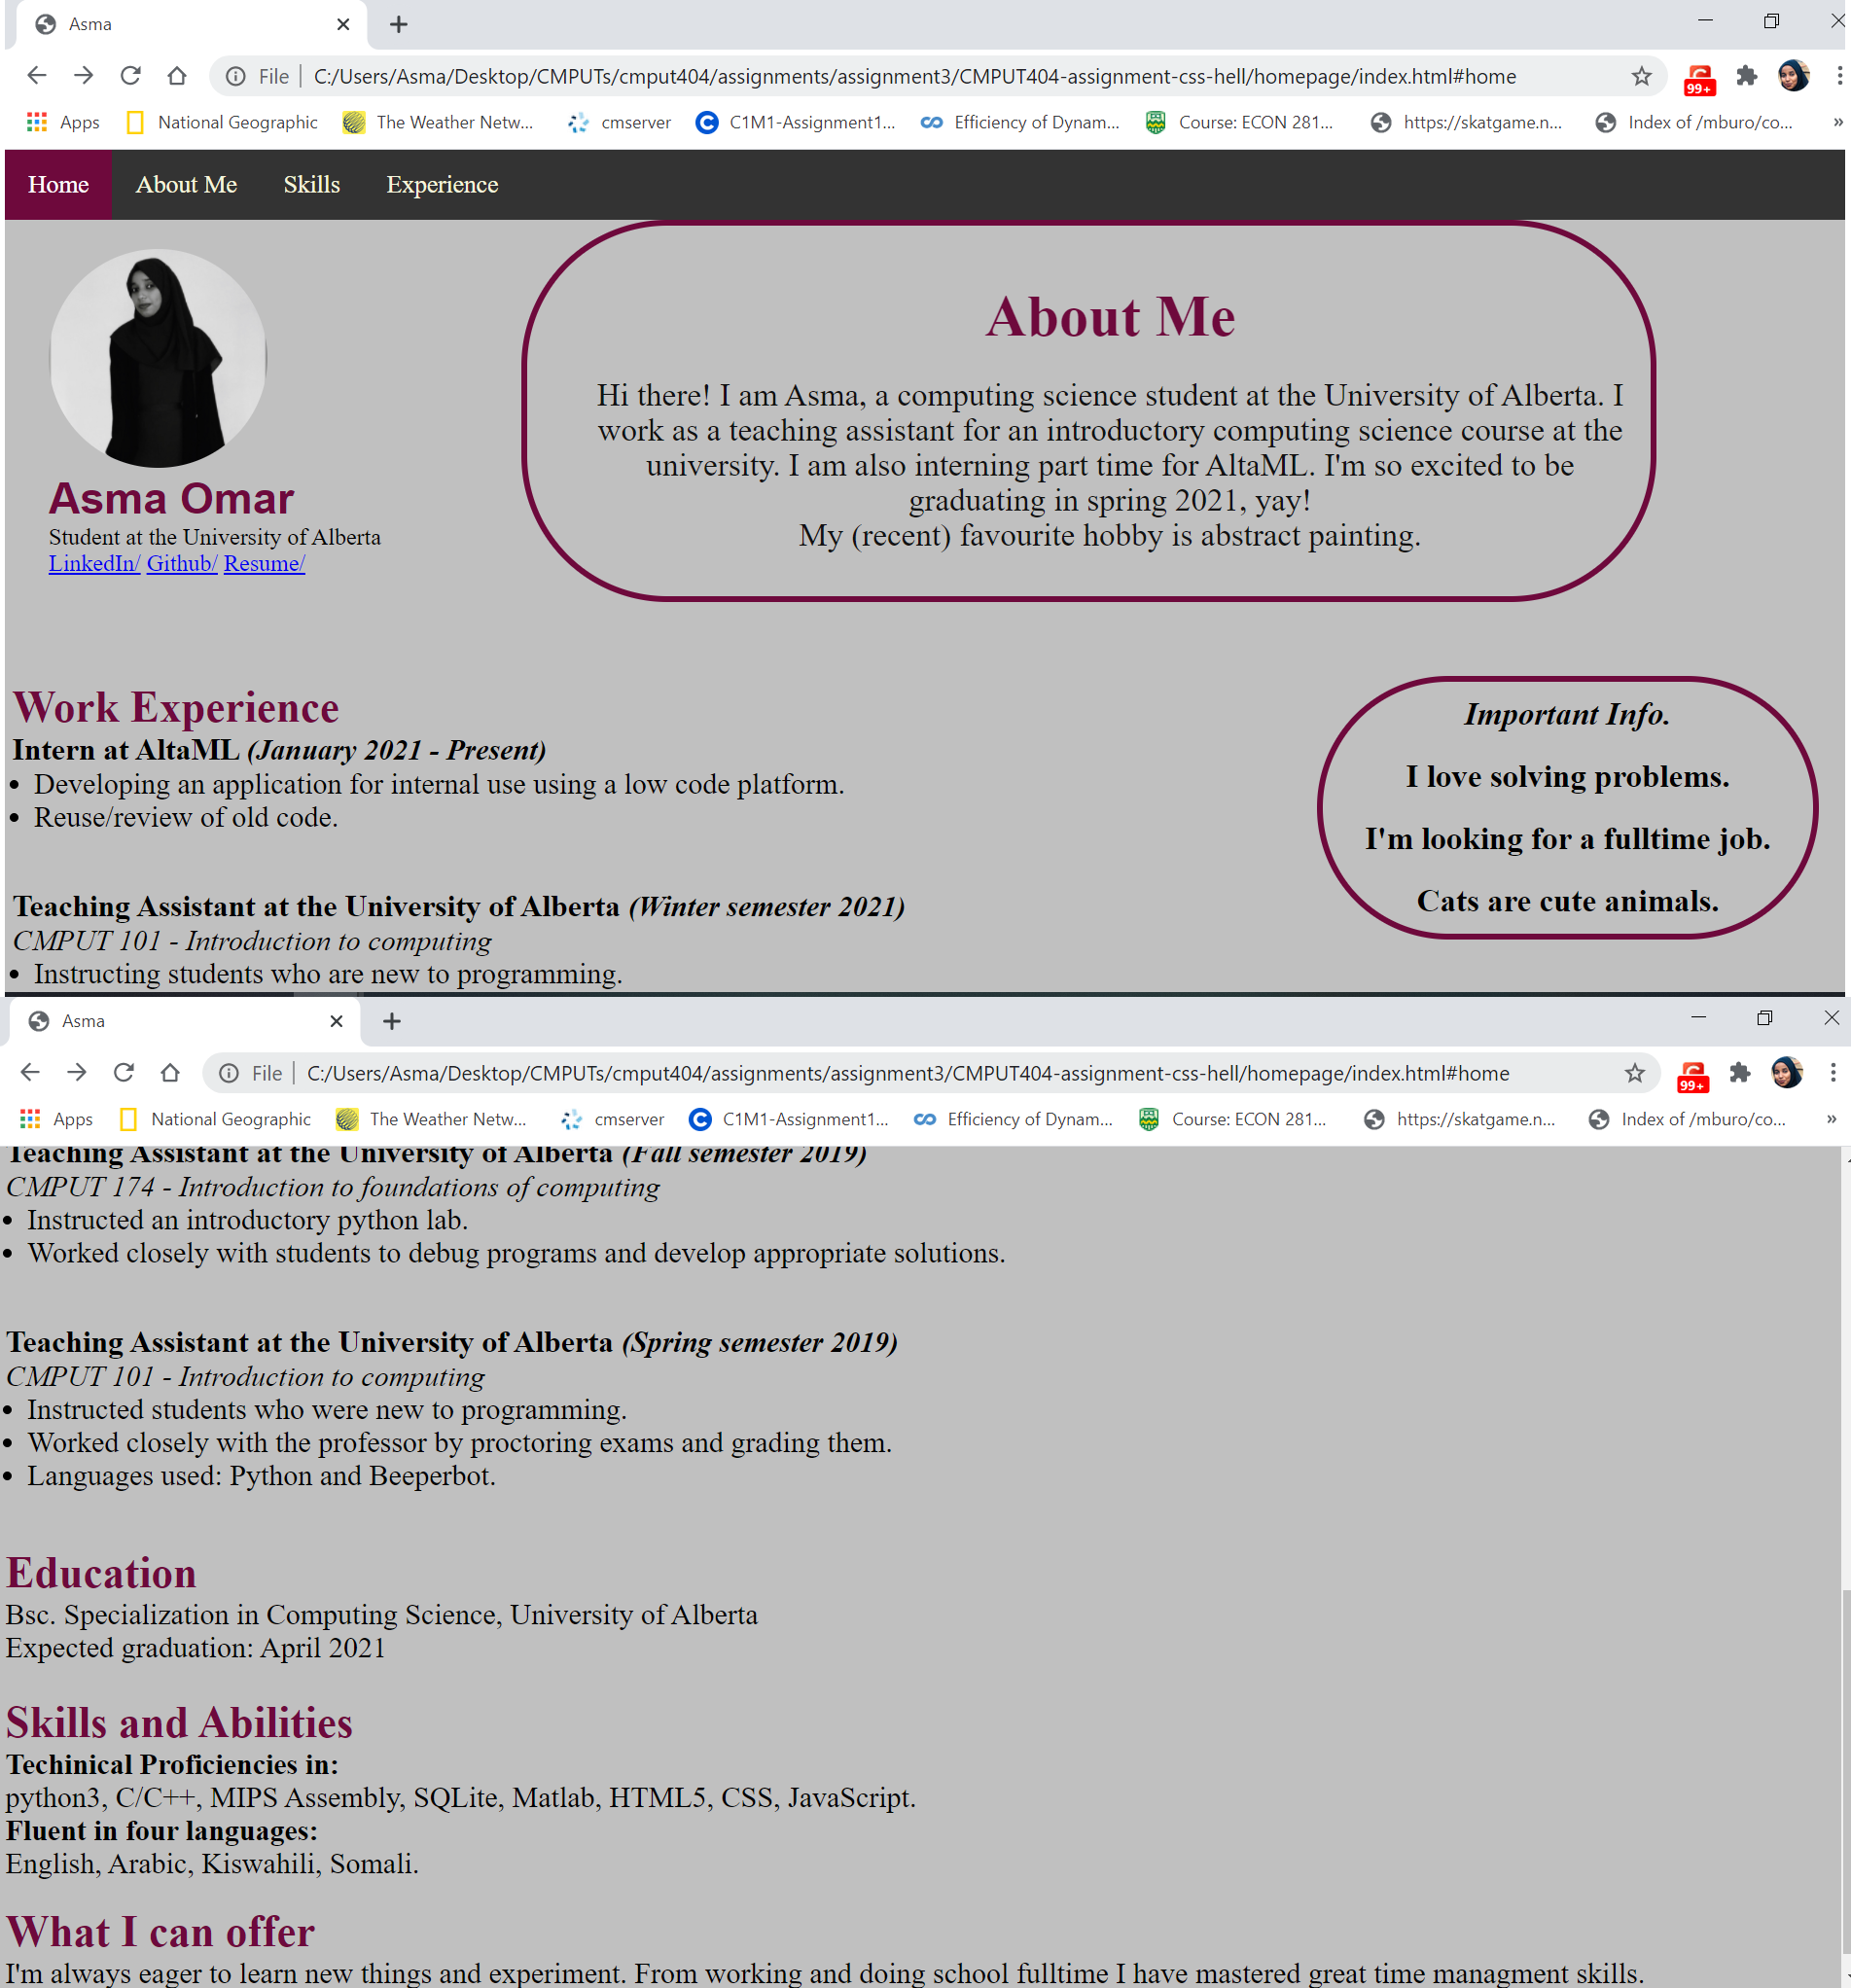 Asma
File C:/Users/Asma/Desktop/CMPUTs/cmput404/assignments/assignment3/CMPUT404-assignment-css-hell/homepage/index.html#home
99+
Apps National Geographic The Weather Netw... cmserver C1M1-Assignment1... Efficiency of Dynam... Course: ECON 281... https://skatgame.n... Index of /mburo/co... »
Home About Me Skills Experience
About Me
Hi there! I am Asma, a computing science student at the University of Alberta. I
work as a teaching assistant for an introductory computing science course at the
university. I am also interning part time for AltaML. I'm so excited to be
graduating in spring 2021, yay!
My (recent) favourite hobby is abstract painting.
Asma Omar
Student at the University of Alberta
LinkedIn/ Github/ Resume/
Work Experience
Intern at AltaML (January 2021 - Present)
• Developing an application for internal use using a low code platform.
• Reuse/review of old code.
Teaching Assistant at the University of Alberta (Winter semester 2021)
CMPUT 101 - Introduction to computing
• Instructing students who are new to programming.
Important Info.
I love solving problems.
I'm looking for a fulltime job.
Cats are cute animals.
Asma
File C:/Users/Asma/Desktop/CMPUTs/cmput404/assignments/assignment3/CMPUT404-assignment-css-hell/homepage/index.html#home
99+
Apps National Geographic The Weather Netw... cmserver C1M1-Assignment1... Efficiency of Dynam... Course: ECON 281... https://skatgame.n... Index of /mburo/co... »
Teaching Assistant at the University of Alberta (Fall semester 2019)
CMPUT 174 - Introduction to foundations of computing
• Instructed an introductory python lab.
• Worked closely with students to debug programs and develop appropriate solutions.
Teaching Assistant at the University of Alberta (Spring semester 2019)
CMPUT 101 - Introduction to computing
• Instructed students who were new to programming.
• Worked closely with the professor by proctoring exams and grading them.
• Languages used: Python and Beeperbot.
Education
Bsc. Specialization in Computing Science, University of Alberta
Expected graduation: April 2021
Skills and Abilities
Techinical Proficiencies in:
python3, C/C++, MIPS Assembly, SQLite, Matlab, HTML5, CSS, JavaScript.
Fluent in four languages:
English, Arabic, Kiswahili, Somali.
What I can offer
I'm always eager to learn new things and experiment. From working and doing school fulltime I have mastered great time managment skills.